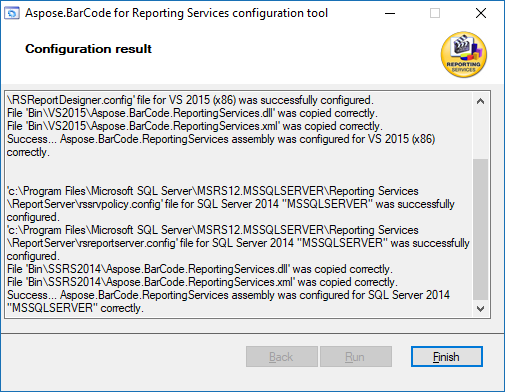 Aspose.BarCode for Reporting Services configuration tool
Configuration result
REPORTING
SERVICES
\RSReportDesigner.config' file for VS 2015 (x86) was successfully configured.
File 'Bin\VS2015\Aspose.BarCode.ReportingServices.dll' was copied correctly.
File 'Bin\VS2015\Aspose.BarCode.ReportingServices.xml' was copied correctly.
Success... Aspose.BarCode.ReportingServices assembly was configured for VS 2015 (x86)
correctly.
'c:\Program Files\Microsoft SQL Server\MSRS12.MSSQLSERVER\Reporting Services
\ReportServer\rssrvpolicy.config' file for SQL Server 2014 "MSSQLSERVER" was successfully
configured.
'c:\Program Files\Microsoft SQL Server\MSRS12.MSSQLSERVER\Reporting Services
\ReportServer\rsreportserver.config' file for SQL Server 2014 "MSSQLSERVER" was successfully
configured.
File 'Bin\SSRS2014\Aspose.BarCode.ReportingServices.dll' was copied correctly.
File 'Bin\SSRS2014\Aspose.BarCode.ReportingServices.xml' was copied correctly.
Success... Aspose.BarCode.ReportingServices assembly was configured for SQL Server 2014
"MSSQLSERVER" correctly.
Back Run Finish